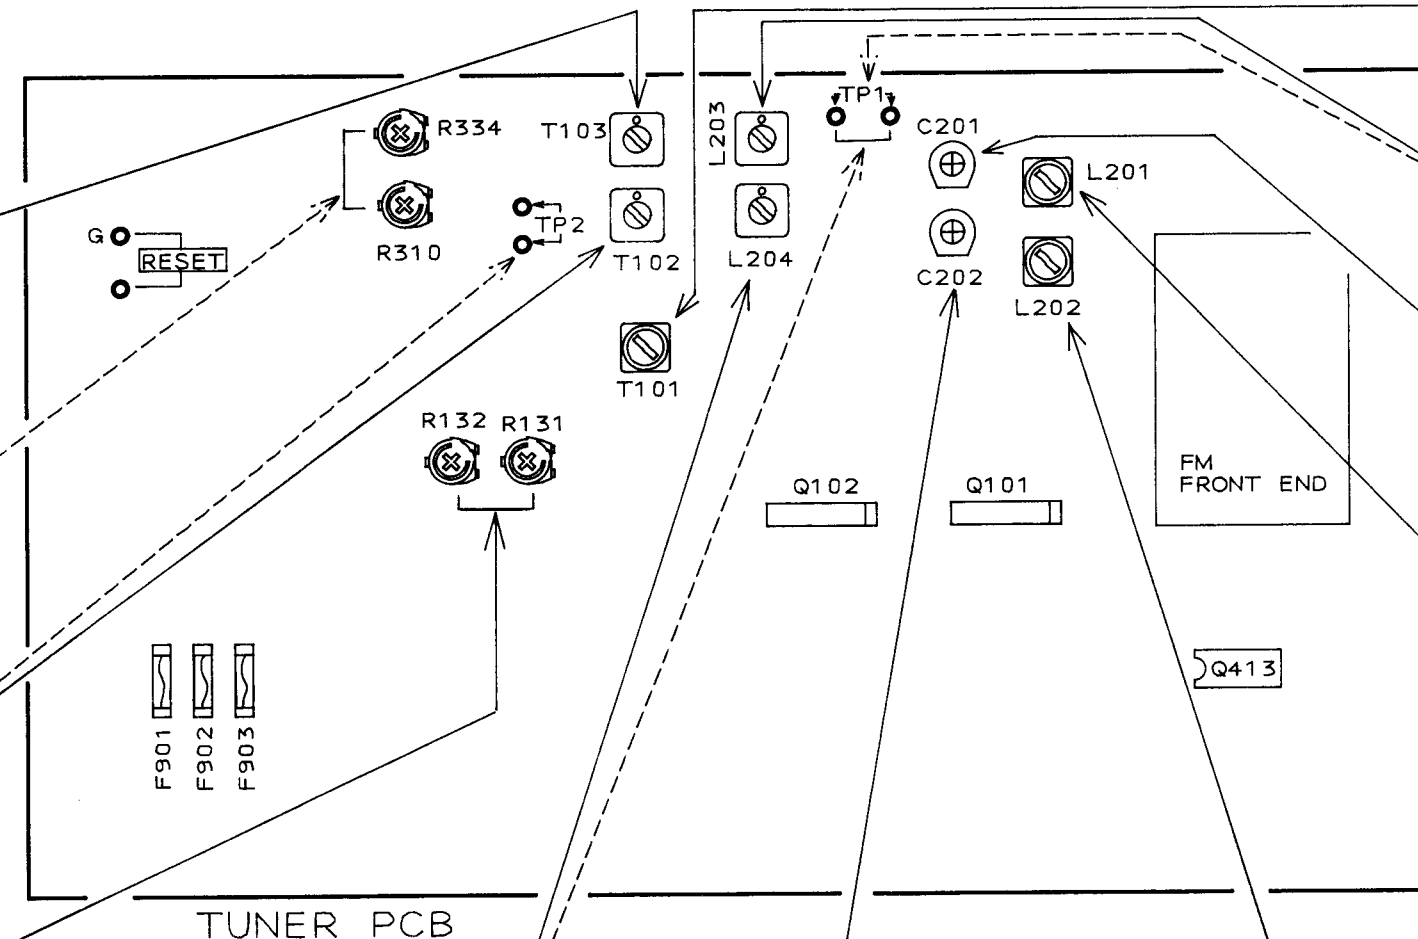 TP1
C201
R334
T103
L203
L201
TP2
G
RESET
R310
T102
L204
C202
L202
T101
R132
R131
FM
FRONT END
Q102
Q101
Q413
F901
F902
F903
TUNER PCB